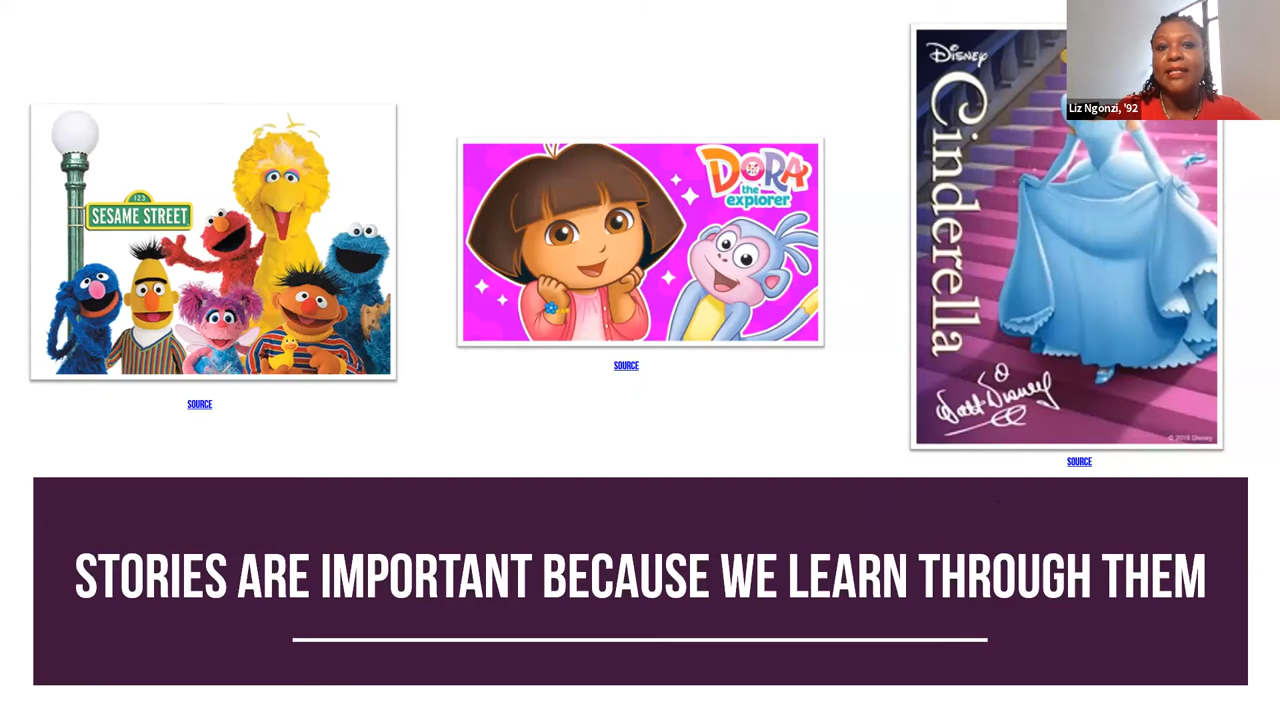 123
SESAME STREET
SOURCE
DORA
the
explorer
SOURCE
Disney
Cinderella
Walt Disney
© 2018 Disney
SOURCE
Liz Ngonzi, '92
STORIES ARE IMPORTANT BECAUSE WE LEARN THROUGH THEM